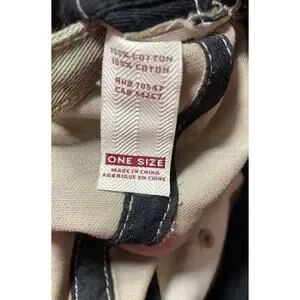 100% COTTON
100% COTON
RN# 70547
CA# 54267
ONE SIZE
MADE IN CHINA
FABRIQUE EN CHINE